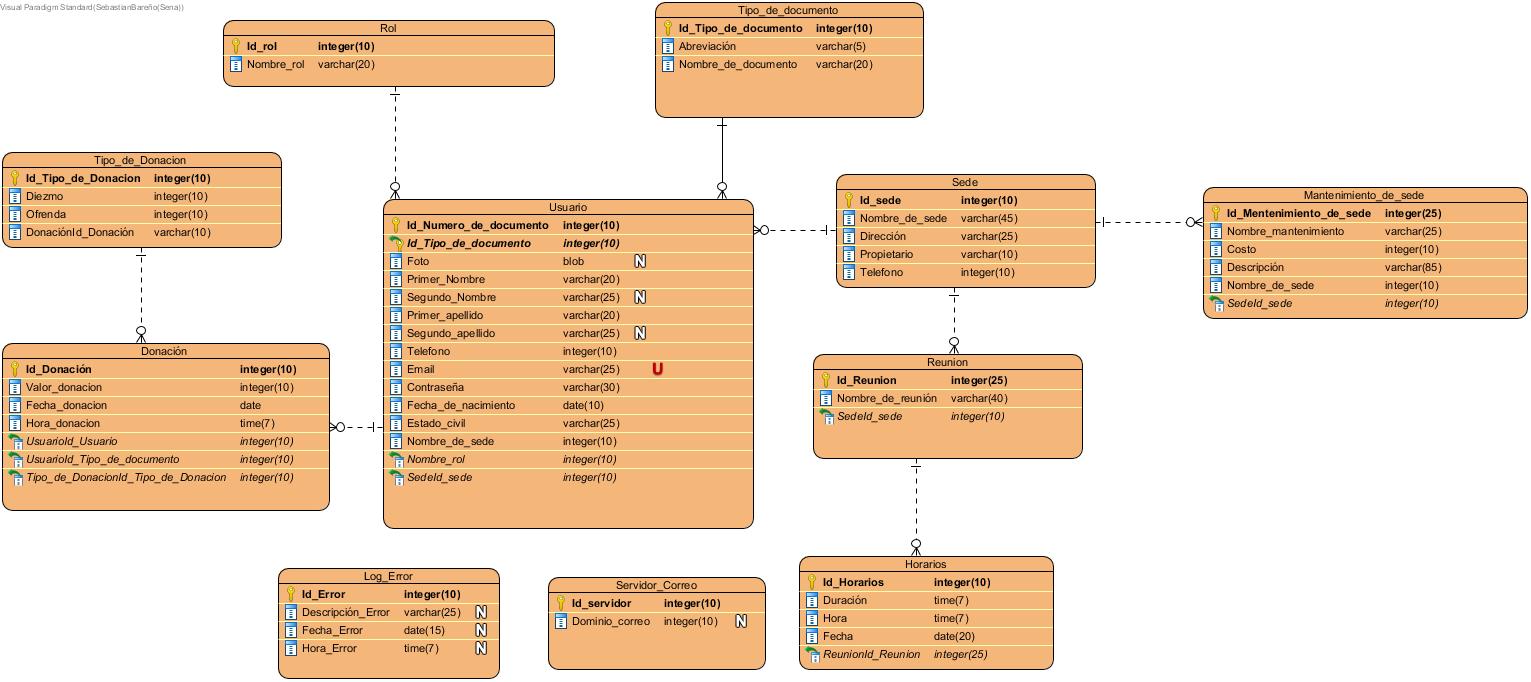 Visual Paradigm Standard(SebastianBareño(Sena))
Rol
Id_rol integer(10)
Nombre_rol varchar(20)
Tipo_de_documento
Id_Tipo_de_documento integer(10)
Abreviación varchar(5)
Nombre_de_documento varchar(20)
Tipo_de_Donacion
Id_Tipo_de_Donacion integer(10)
Diezmo integer(10)
Ofrenda integer(10)
DonaciónId_Donación varchar(10)
Usuario
Id_Numero_de_documento integer(10)
Id_Tipo_de_documento integer(10)
Foto blob N
Primer_Nombre varchar(20)
Segundo_Nombre varchar(25) N
Primer_apellido varchar(20)
Segundo_apellido varchar(25) N
Telefono integer(10)
Email varchar(25) U
Contraseña varchar(30)
Fecha_de_nacimiento date(10)
Estado_civil varchar(25)
Nombre_de_sede integer(10)
Nombre_rol integer(10)
SedeId_sede integer(10)
Sede
Id_sede integer(10)
Nombre_de_sede varchar(45)
Dirección varchar(25)
Propietario varchar(10)
Telefono integer(10)
Mantenimiento_de_sede
Id_Mentenimiento_de_sede integer(25)
Nombre_mantenimiento varchar(25)
Costo integer(10)
Descripción varchar(85)
Nombre_de_sede integer(10)
SedeId_sede integer(10)
Donación
Id_Donación integer(10)
Valor_donacion integer(10)
Fecha_donacion date
Hora_donacion time(7)
UsuarioId_Usuario integer(10)
UsuarioId_Tipo_de_documento integer(10)
Tipo_de_DonacionId_Tipo_de_Donacion integer(10)
Reunion
Id_Reunion integer(25)
Nombre_de_reunión varchar(40)
SedeId_sede integer(10)
Log_Error
Id_Error integer(10)
Descripción_Error varchar(25) N
Fecha_Error date(15) N
Hora_Error time(7) N
Servidor_Correo
Id_servidor integer(10)
Dominio_correo integer(10) N
Horarios
Id_Horarios integer(10)
Duración time(7)
Hora time(7)
Fecha date(20)
ReunionId_Reunion integer(25)